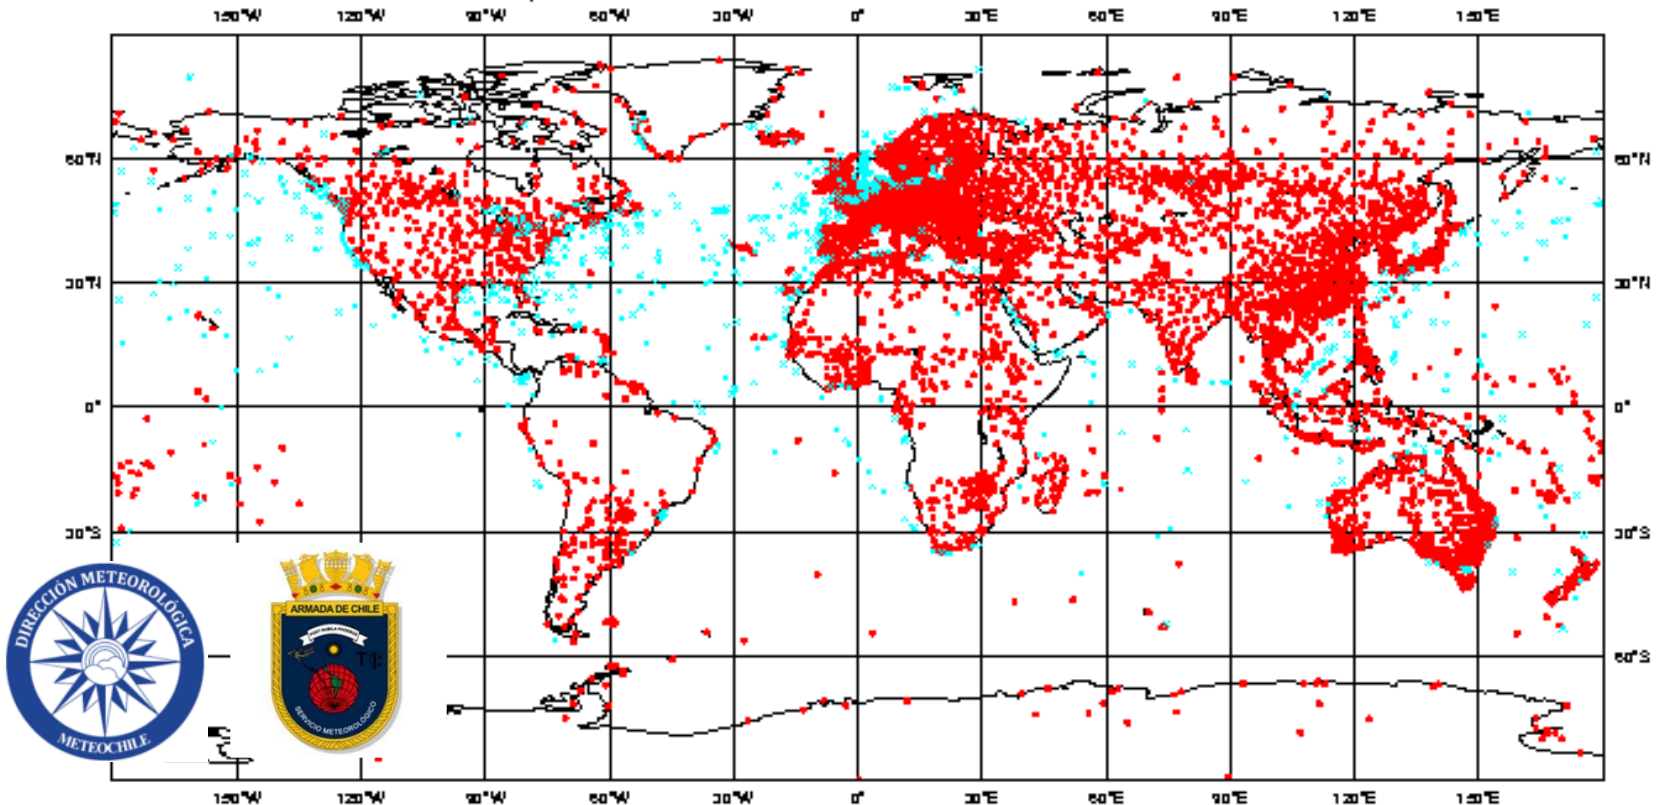 150°W 120°W 90°W 60°W 30°W 0° 30°E 60°E 90°E 120°E 150°E
60°N 60°N
30°N 30°N
0° 0°
30°S 30°S
60°S
DIRECCIÓN METEOROLÓGICA
METEOCHILE
ARMADA DE CHILE
SERVICIO METEOROLÓGICO
150°W 120°W 90°W 60°W 30°W 0° 30°E 60°E 90°E 120°E 150°E